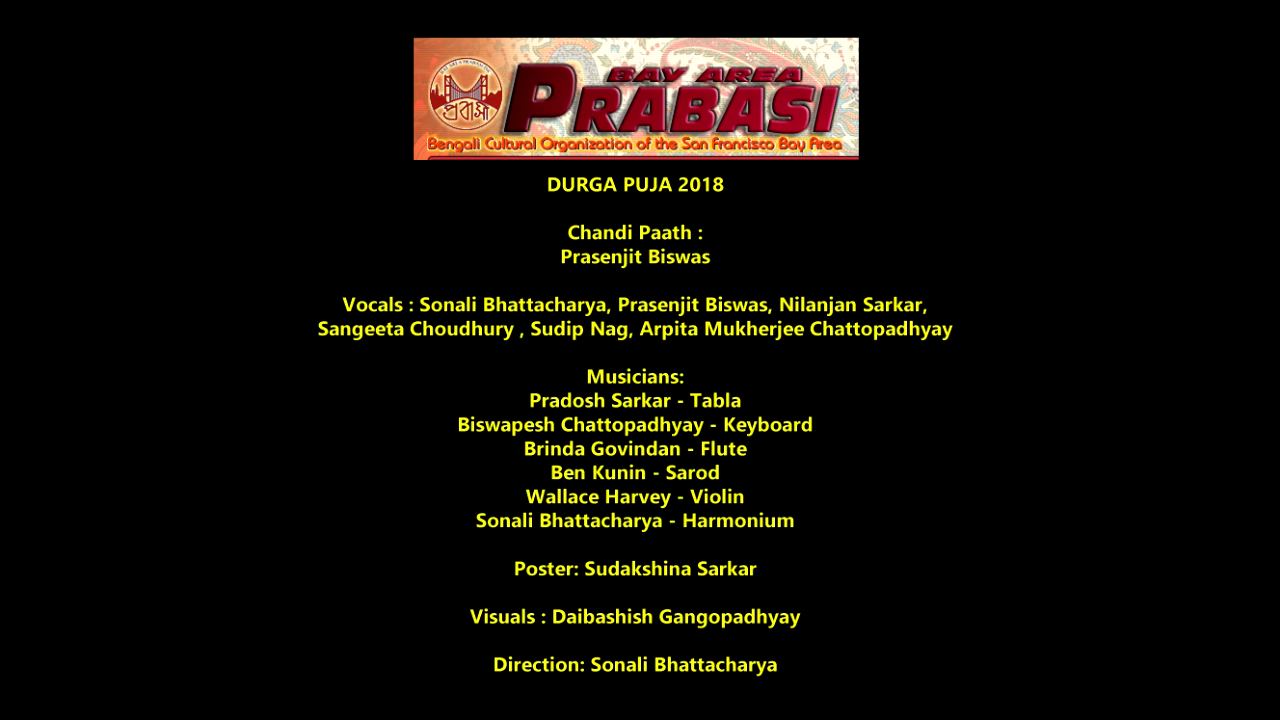 BAY AREA
PRABASI
প্রবাসী
Bengali Cultural Organization of the San Francisco Bay Area
DURGA PUJA 2018
Chandi Paath :
Prasenjit Biswas
Vocals : Sonali Bhattacharya, Prasenjit Biswas, Nilanjan Sarkar,
Sangeeta Choudhury , Sudip Nag, Arpita Mukherjee Chattopadhyay
Musicians:
Pradosh Sarkar - Tabla
Biswapesh Chattopadhyay - Keyboard
Brinda Govindan - Flute
Ben Kunin - Sarod
Wallace Harvey - Violin
Sonali Bhattacharya - Harmonium
Poster: Sudakshina Sarkar
Visuals : Daibashish Gangopadhyay
Direction: Sonali Bhattacharya